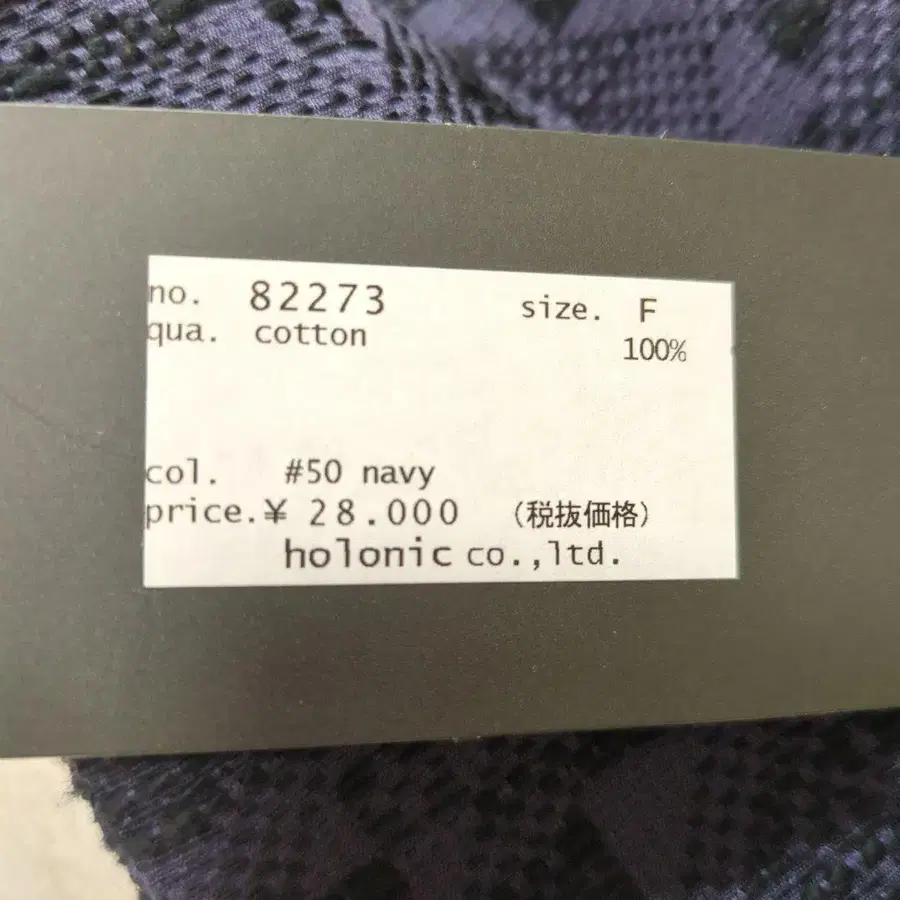 no. 82273 size. F
qua. cotton 100%
col. #50 navy
price.¥ 28.000 (税抜価格)
holonic co.,ltd.